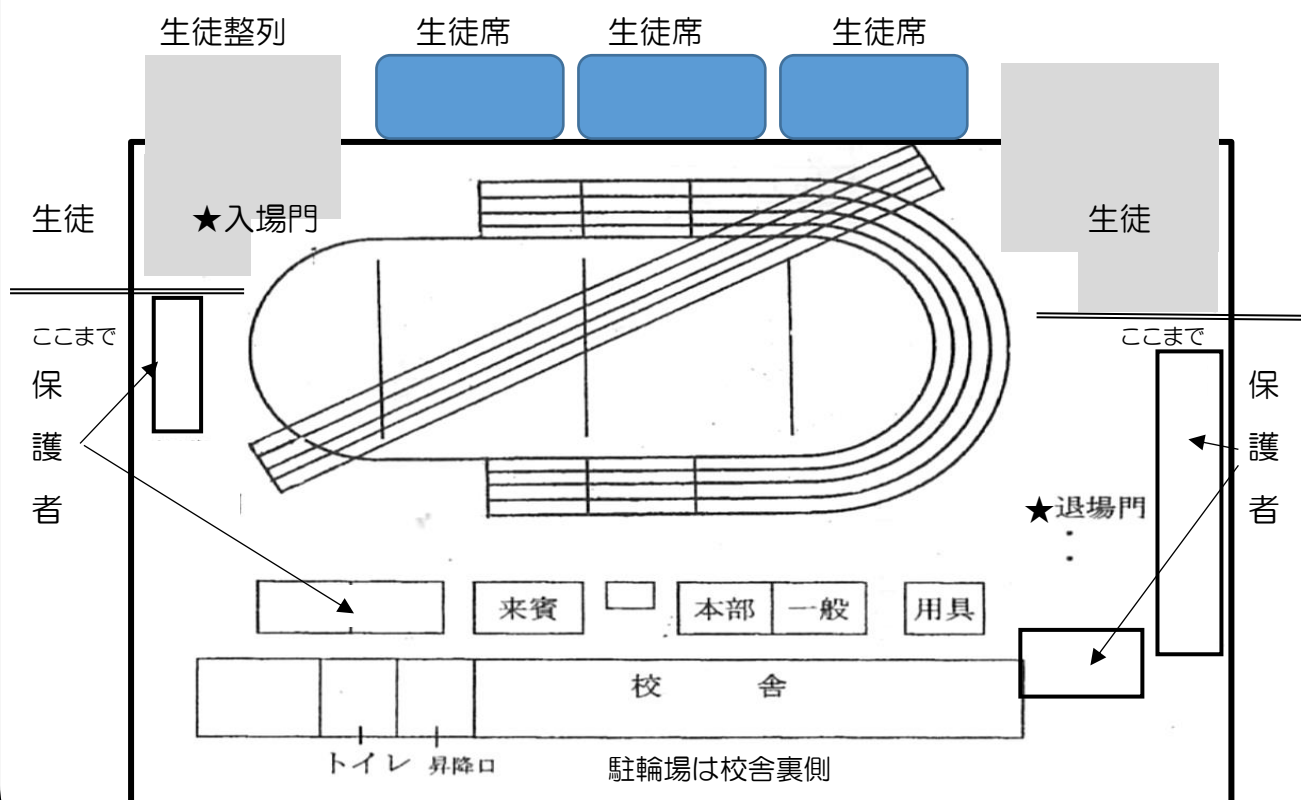 生徒整列
生徒席
生徒席
生徒席
生徒
★入場門
生徒
ここまで
ここまで
保護者
保護者
★退場門
来賓
本部
一般
用具
校舎
トイレ
昇降口
駐輪場は校舎裏側